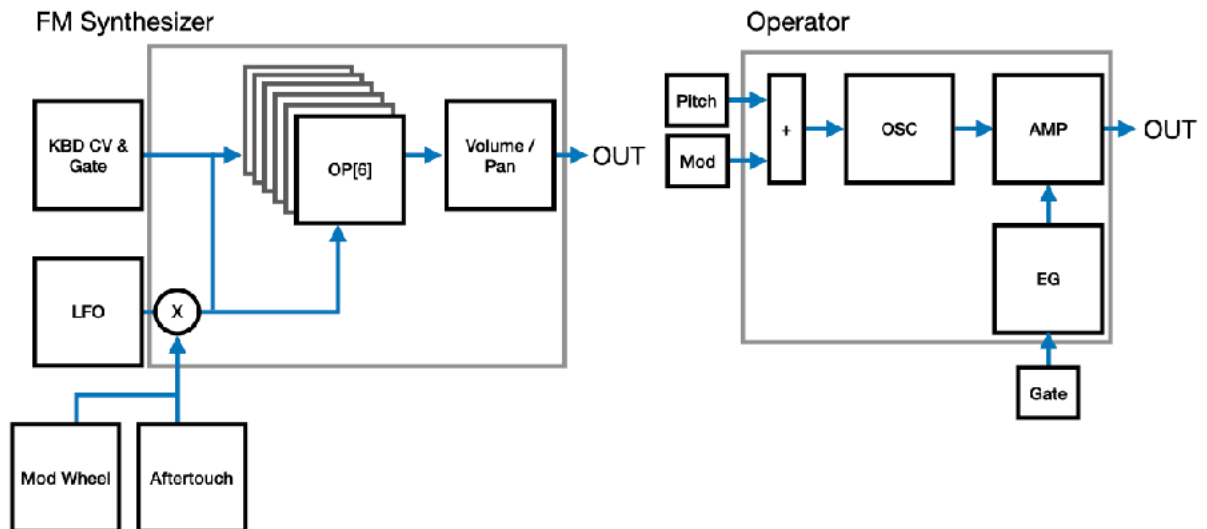 FM Synthesizer
KBD CV &
Gate
OP[6]
Volume /
Pan
OUT
LFO
X
Mod Wheel
Aftertouch
Operator
Pitch
Mod
+
OSC
AMP
OUT
EG
Gate